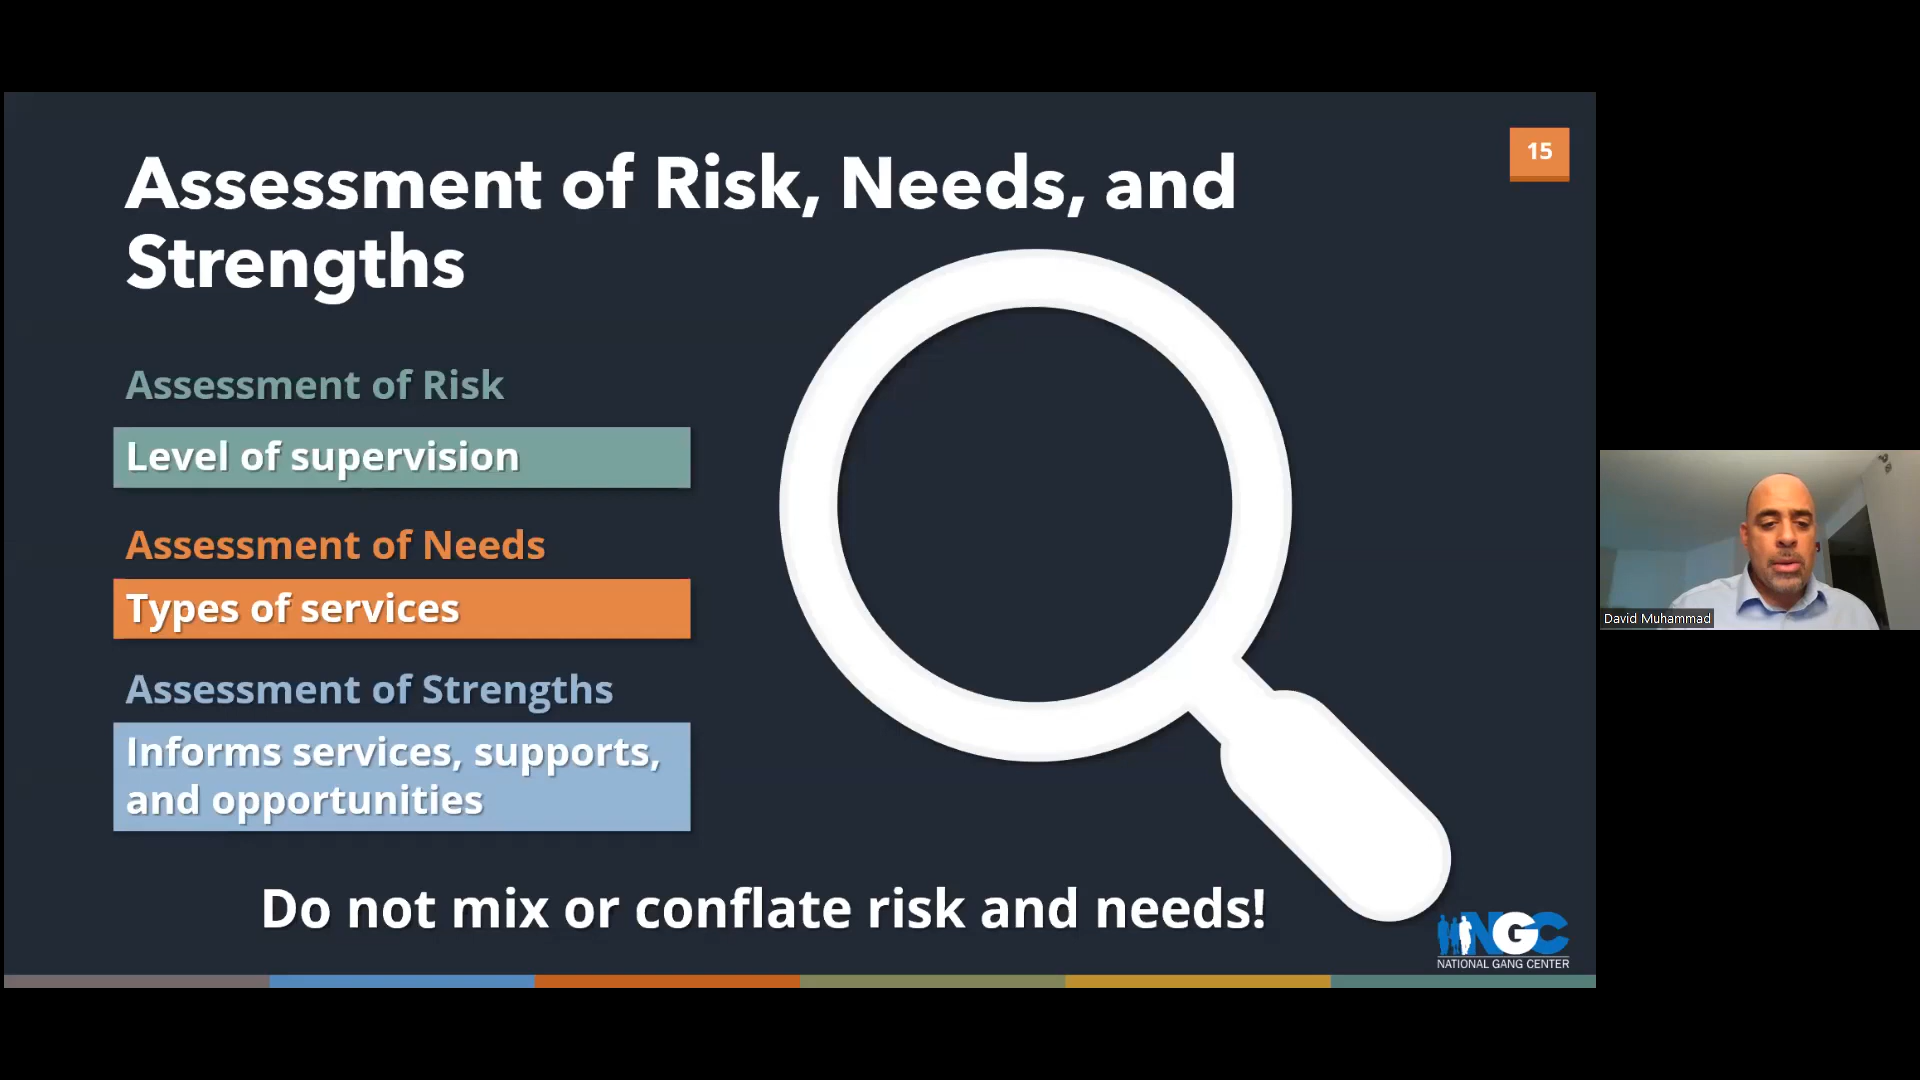 15
Assessment of Risk, Needs, and
Strengths
Assessment of Risk
Level of supervision
Assessment of Needs
Types of services
Assessment of Strengths
Informs services, supports,
and opportunities
Do not mix or conflate risk and needs!
NGC
NATIONAL GANG CENTER
David Muhammad